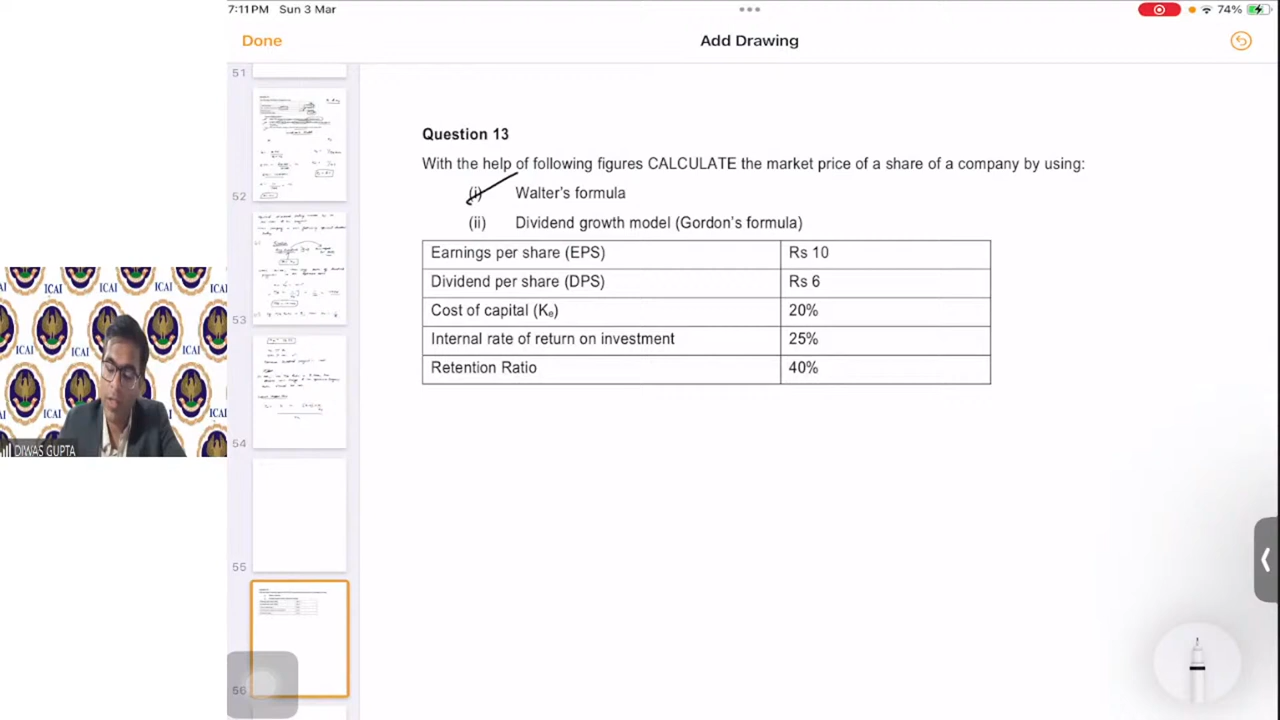 7:11 PM Sun 3 Mar
74%
Done
Add Drawing
51
52
53
54
55
56
Question 13
With the help of following figures CALCULATE the market price of a share of a company by using:
(i) Walter's formula
(ii) Dividend growth model (Gordon's formula)
Earnings per share (EPS) Rs 10
Dividend per share (DPS) Rs 6
Cost of capital (Ke) 20%
Internal rate of return on investment 25%
Retention Ratio 40%
ICAI ICAI ICAI
DIWAS GUPTA